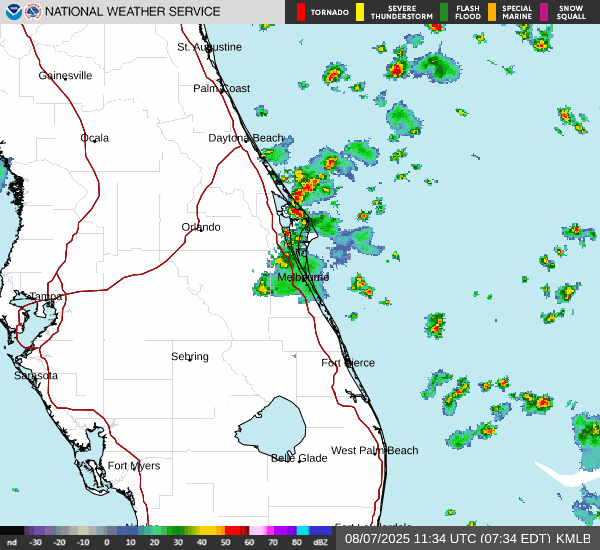 NATIONAL WEATHER SERVICE
TORNADO
SEVERE THUNDERSTORM
FLASH FLOOD
SPECIAL MARINE
SNOW SQUALL
St. Augustine
Gainesville
Palm Coast
Ocala
Daytona Beach
Orlando
Melbourne
Tampa
Sebring
Fort Pierce
Sarasota
West Palm Beach
Belle Glade
Fort Myers
nd -30 -20 -10 0 10 20 30 40 50 60 70 80 dBZ
08/07/2025 11:34 UTC (07:34 EDT) KMLB